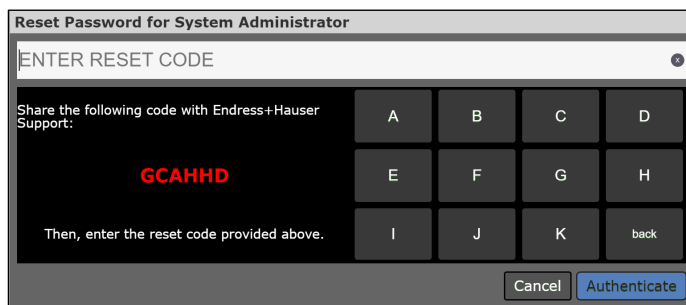 Reset Password for System Administrator
ENTER RESET CODE
x
Share the following code with Endress+Hauser
Support:
GCAHHD
Then, enter the reset code provided above.
A B C D
E F G H
I J K back
Cancel Authenticate